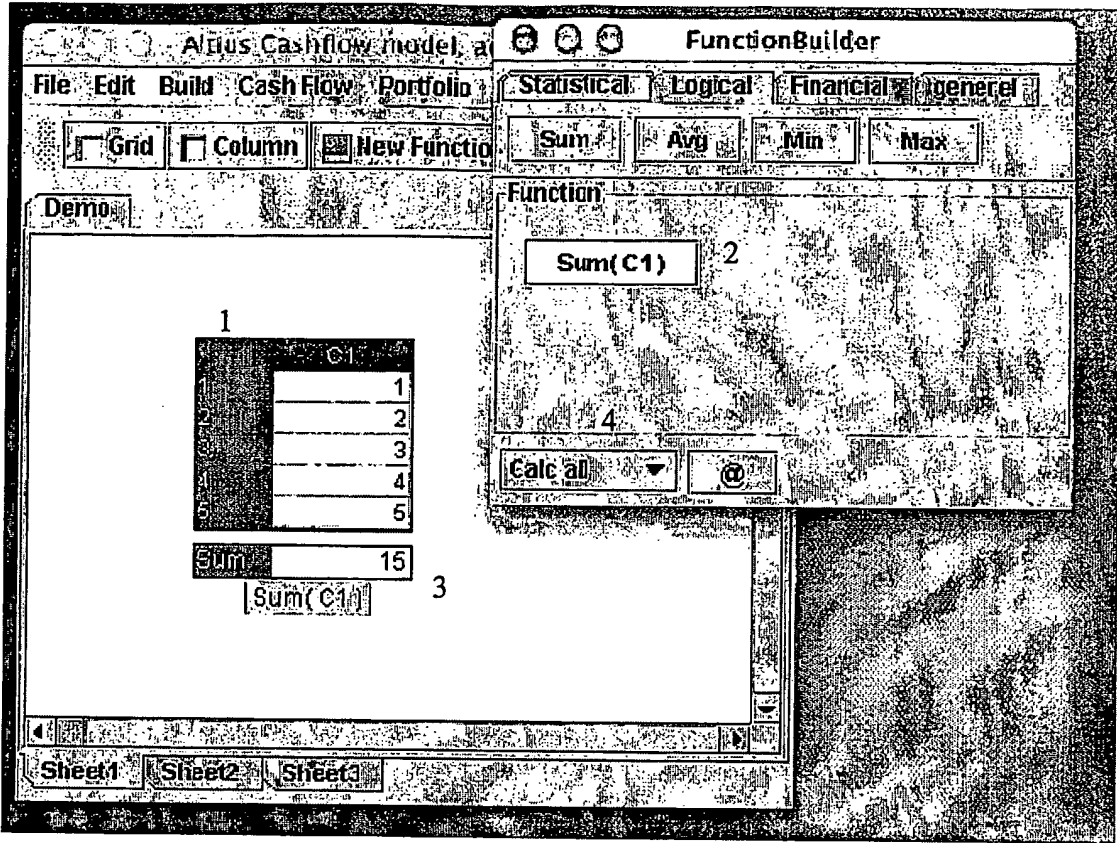 Altius Cashflow model, a
File Edit Build Cash Flow Portfolio
Grid Column New Functio
Demo
1
C1
1 1
2 2
3 3
4 4
5 5
Sum 15
Sum(C1)
3
Sheet1 Sheet2 Sheet3
FunctionBuilder
Statistical Logical Financial generel
Sum Avg Min Max
Function
Sum(C1) 2
4
Calc all @